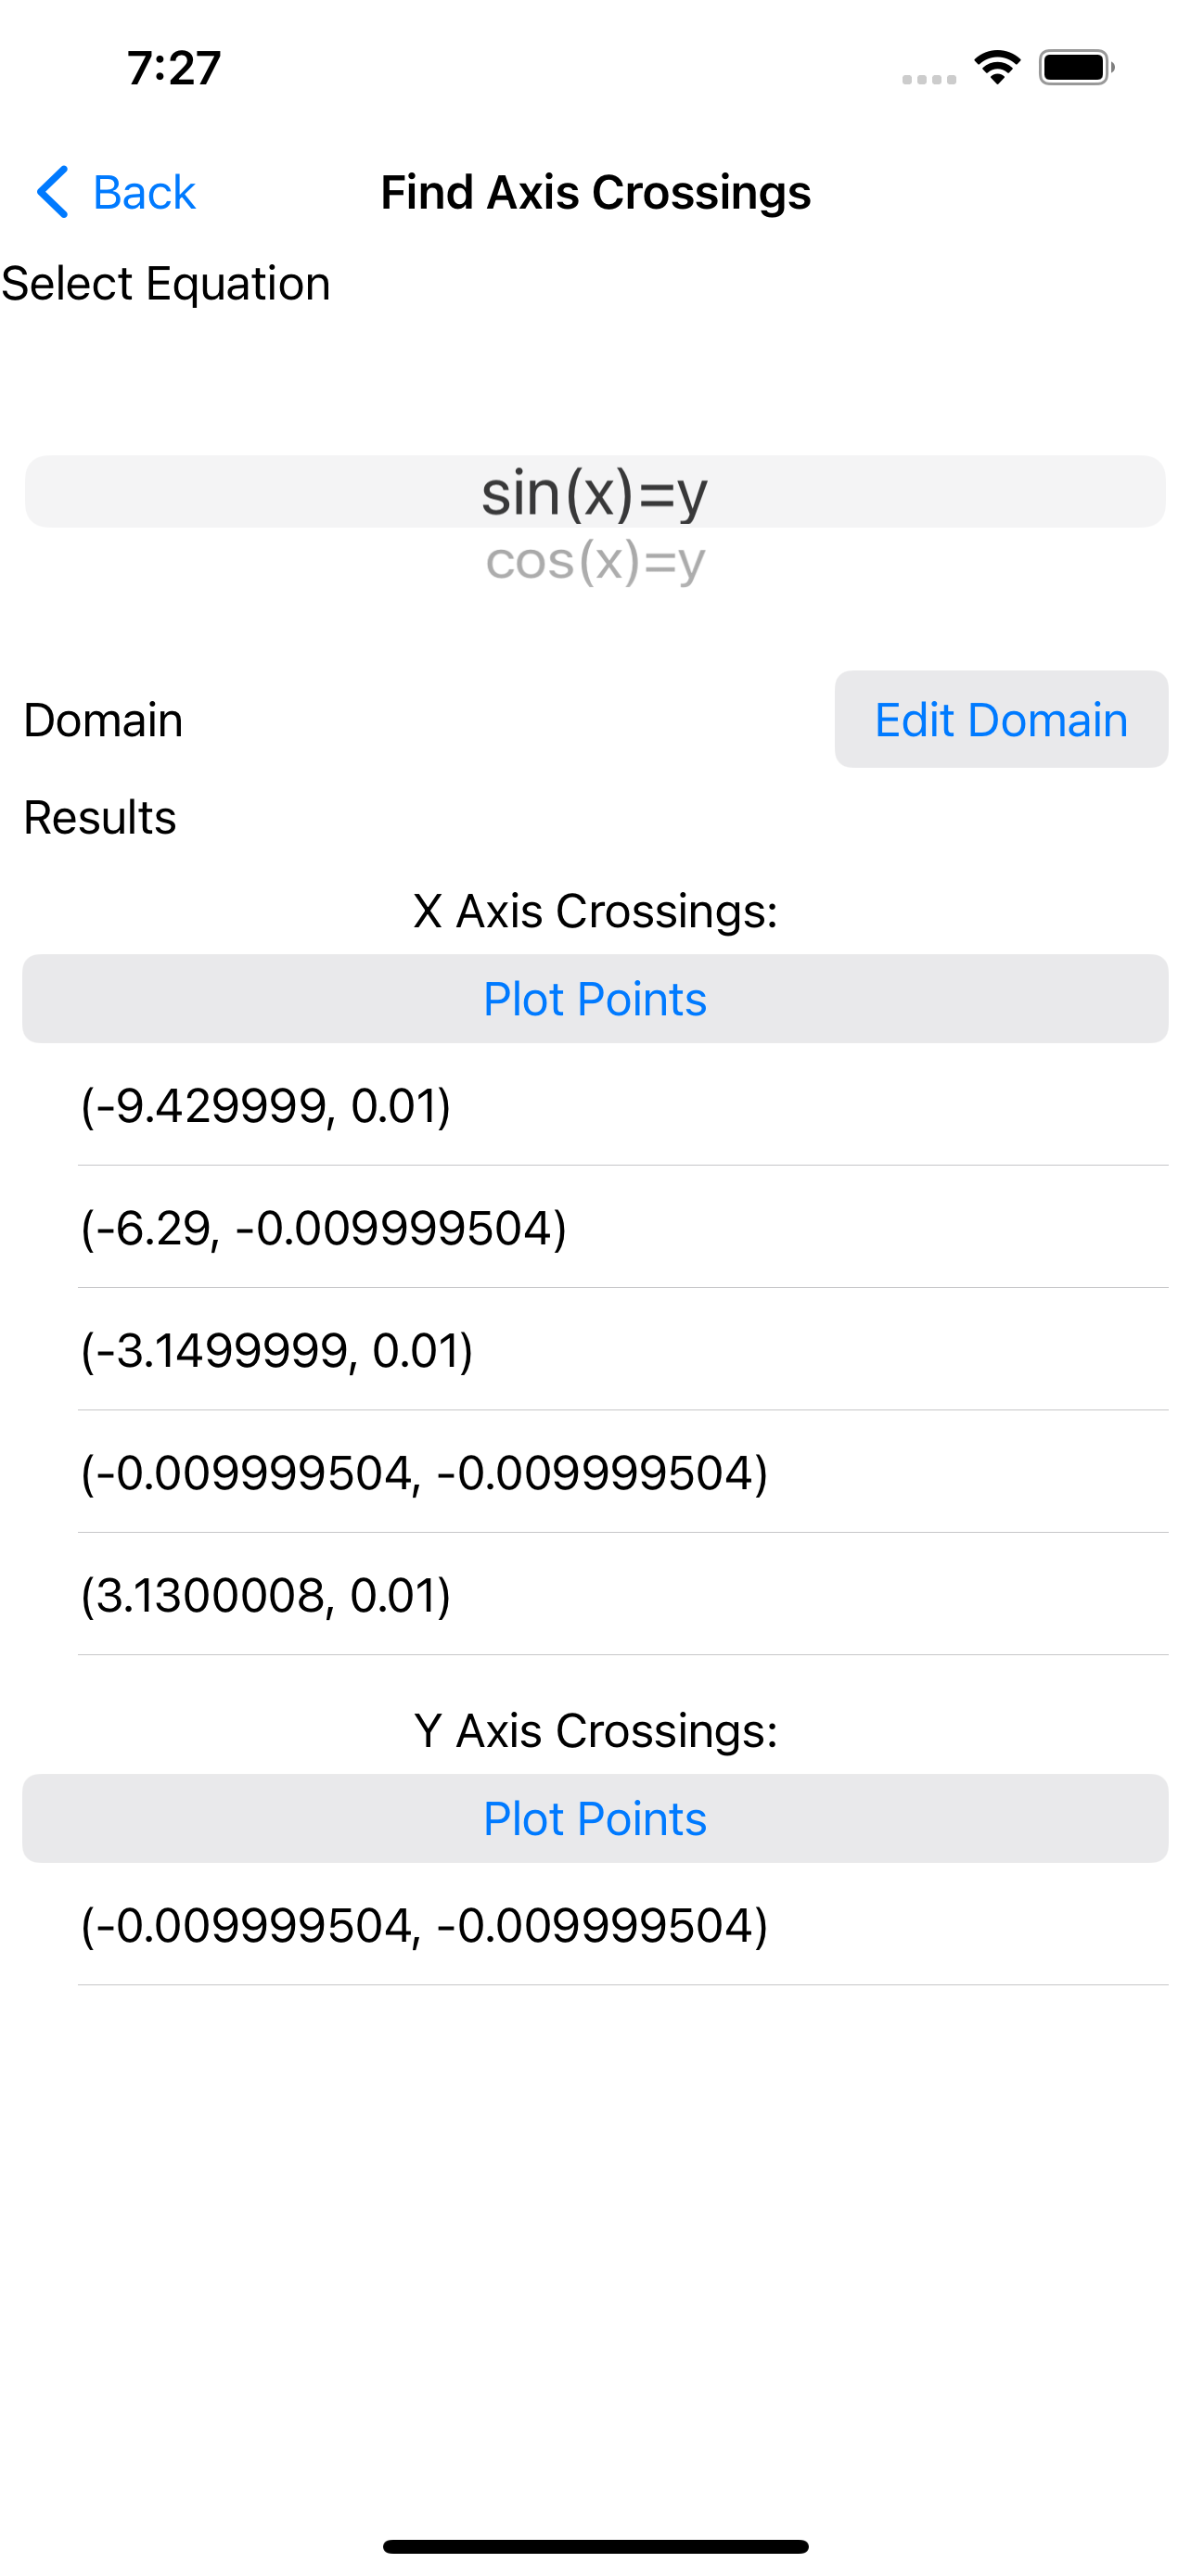 7:27
Back
Find Axis Crossings
Select Equation
sin(x)=y
cos(x)=y
Domain
Edit Domain
Results
X Axis Crossings:
Plot Points
(-9.429999, 0.01)
(-6.29, -0.009999504)
(-3.1499999, 0.01)
(-0.009999504, -0.009999504)
(3.1300008, 0.01)
Y Axis Crossings:
Plot Points
(-0.009999504, -0.009999504)